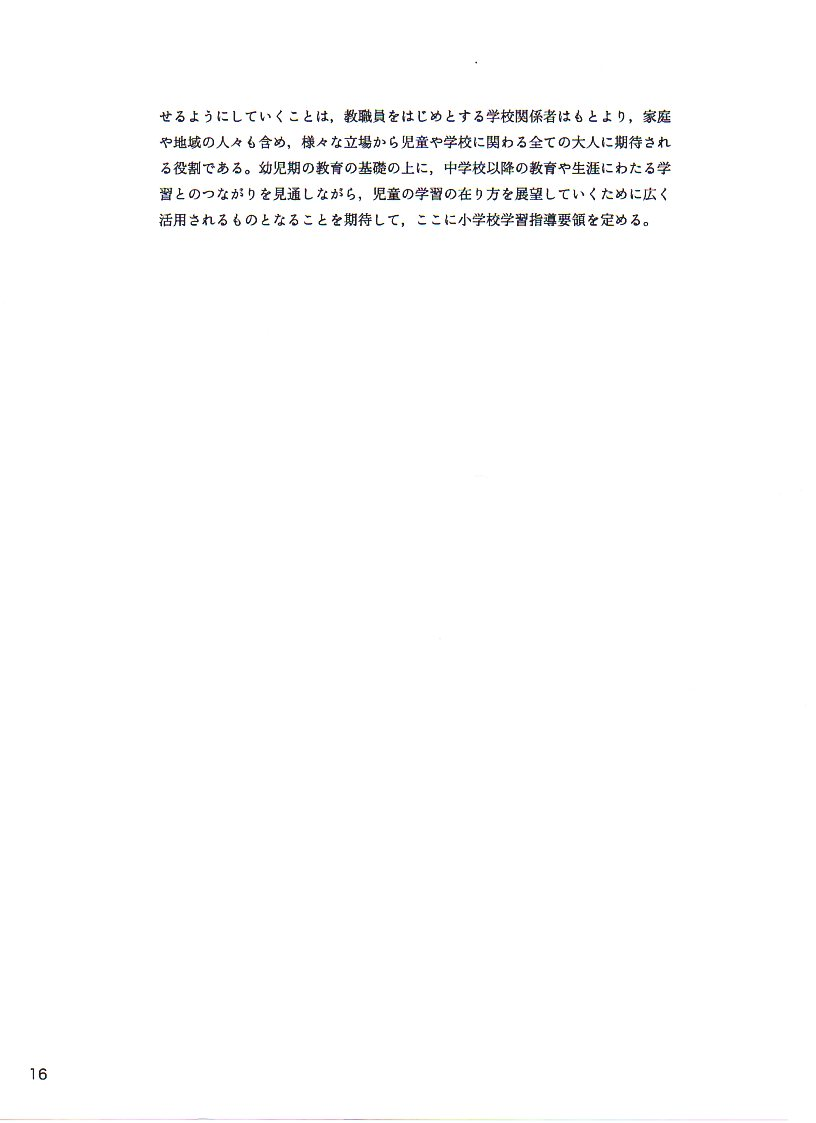 せるようにしていくことは，教職員をはじめとする学校関係者はもとより，家庭
や地域の人々も含め，様々な立場から児童や学校に関わる全ての大人に期待され
る役割である。幼児期の教育の基礎の上に，中学校以降の教育や生涯にわたる学
習とのつながりを見通しながら，児童の学習の在り方を展望していくために広く
活用されるものとなることを期待して，ここに小学校学習指導要領を定める。
16